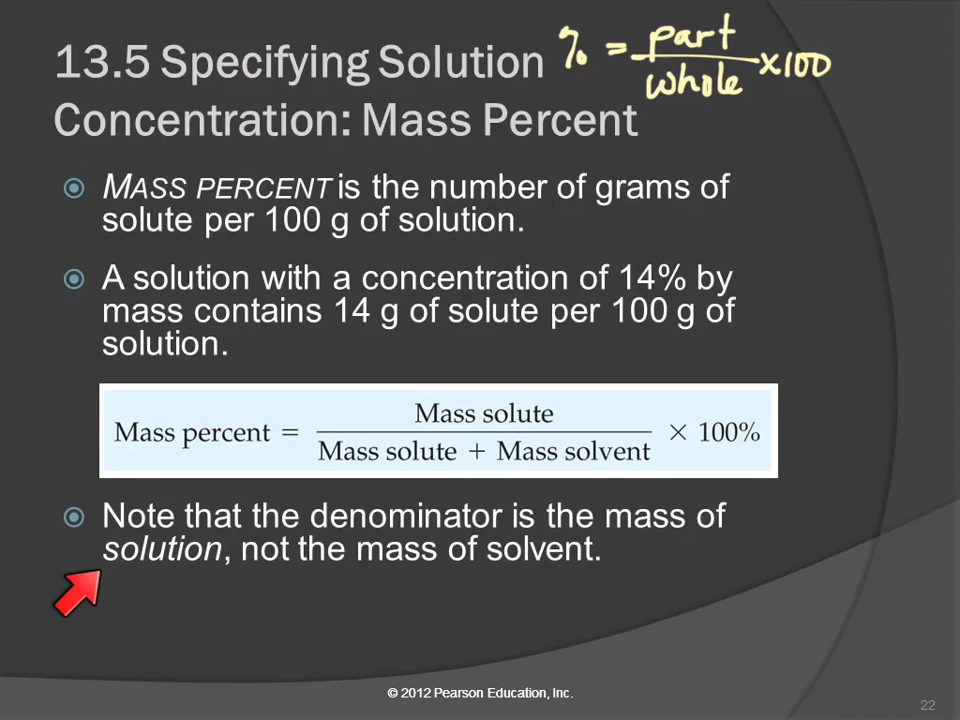 13.5 Specifying Solution
Concentration: Mass Percent
% = part
whole
×100
MASS PERCENT is the number of grams of
solute per 100 g of solution.
A solution with a concentration of 14% by
mass contains 14 g of solute per 100 g of
solution.
Mass percent = Mass solute
Mass solute + Mass solvent
× 100%
Note that the denominator is the mass of
solution, not the mass of solvent.
© 2012 Pearson Education, Inc.
22